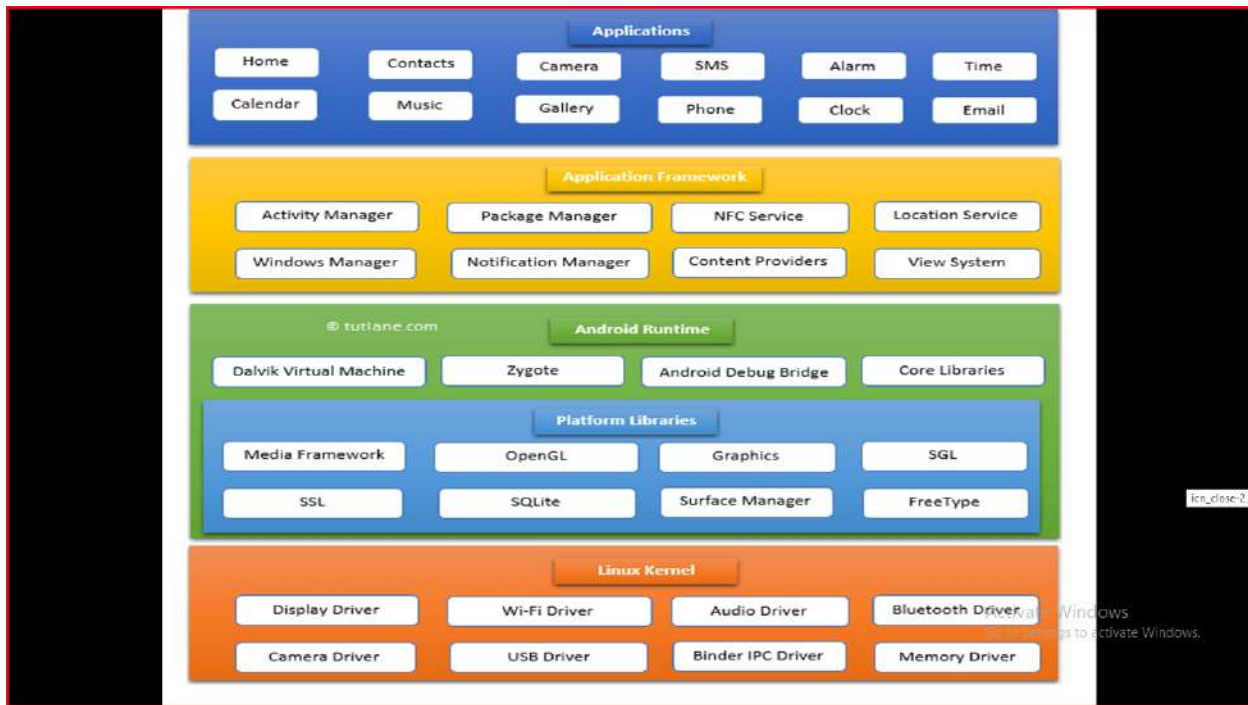 Applications
Home Contacts Camera SMS Alarm Time
Calendar Music Gallery Phone Clock Email
Application Framework
Activity Manager Package Manager NFC Service Location Service
Windows Manager Notification Manager Content Providers View System
© tutlane.com
Android Runtime
Dalvik Virtual Machine Zygote Android Debug Bridge Core Libraries
Platform Libraries
Media Framework OpenGL Graphics SGL
SSL SQLite Surface Manager FreeType
icn_close-2
Linux Kernel
Display Driver Wi-Fi Driver Audio Driver Bluetooth Driver
Activate Windows
Go to Settings to activate Windows.
Camera Driver USB Driver Binder IPC Driver Memory Driver